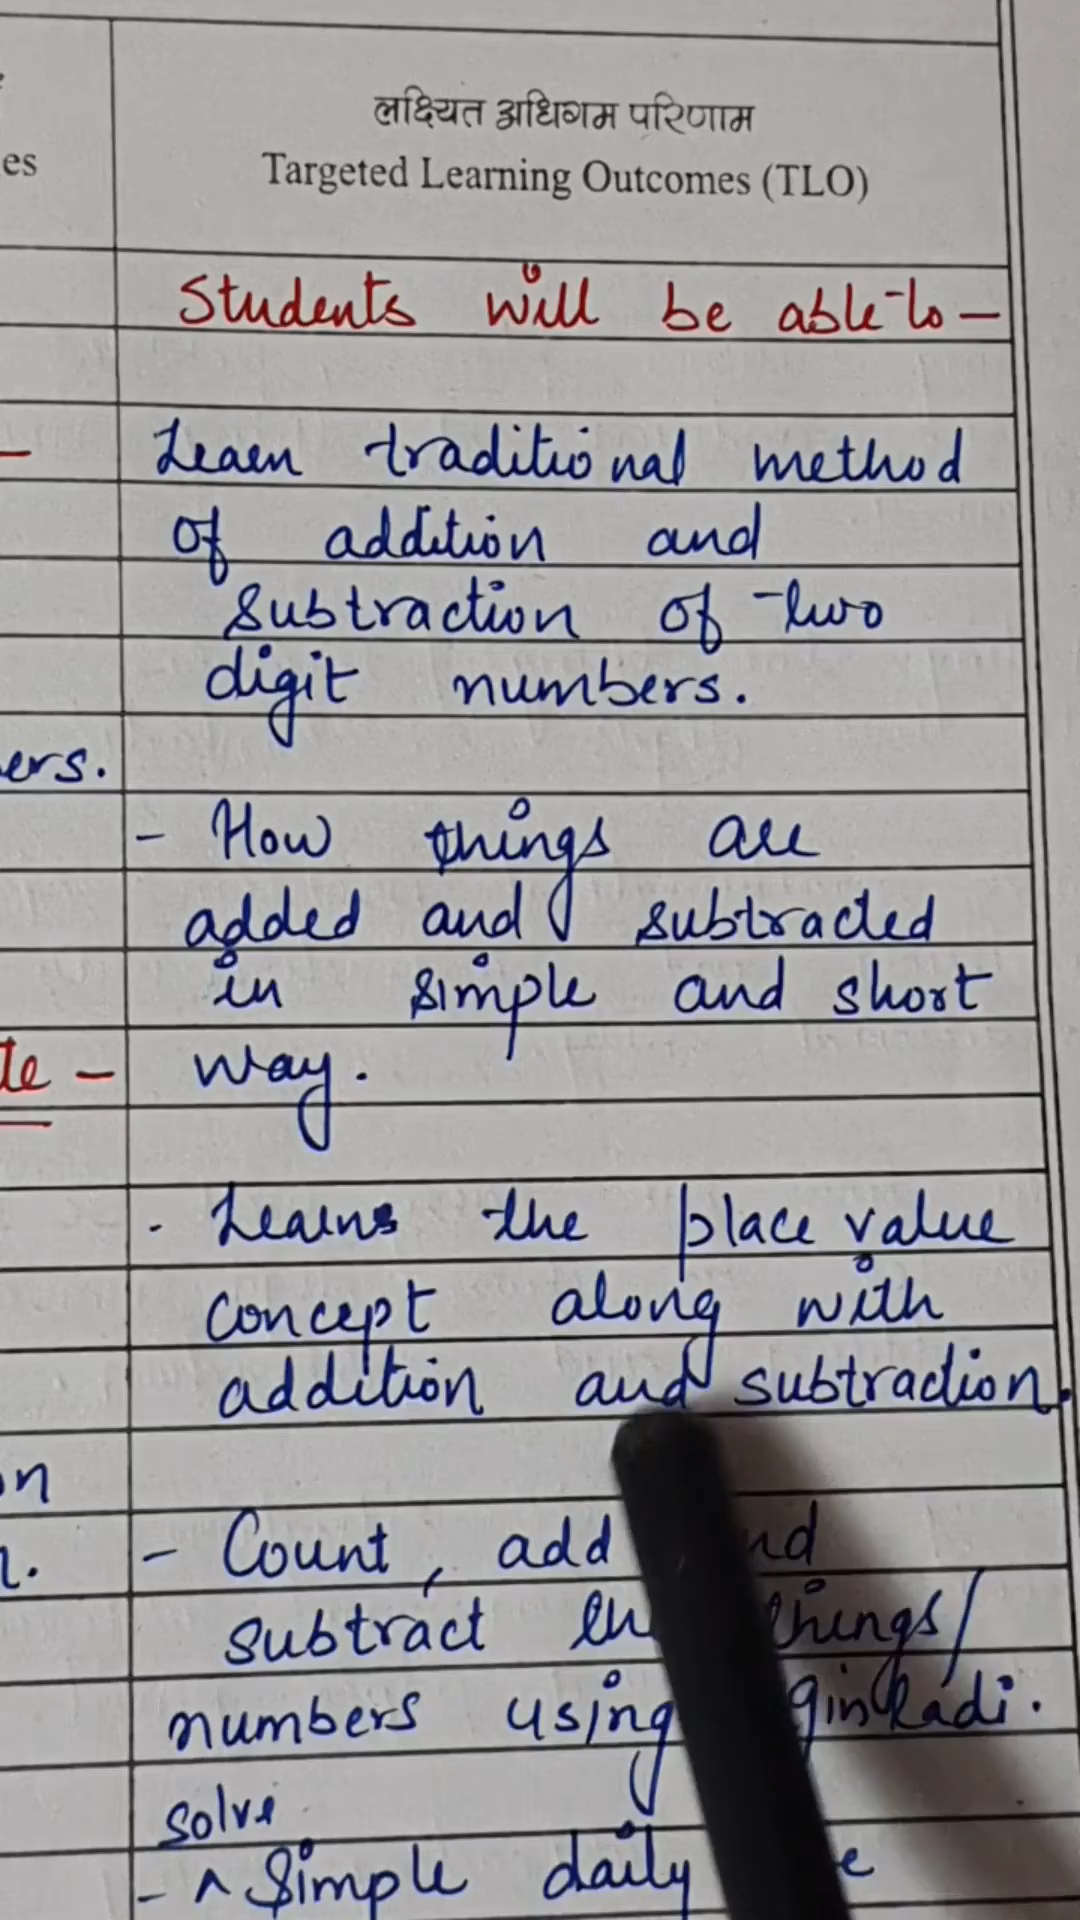 es
लक्ष्यित अधिगम परिणाम
Targeted Learning Outcomes (TLO)
Students will be able to –
Learn traditional method
of addition and
subtraction of two
digit numbers.
ers.
- How things are
added and subtracted
in simple and short
te – way.
. Learns the place value
concept along with
addition and subtraction.
on
- Count, add
subtract things/
numbers using
solve
- ^ Simple daily